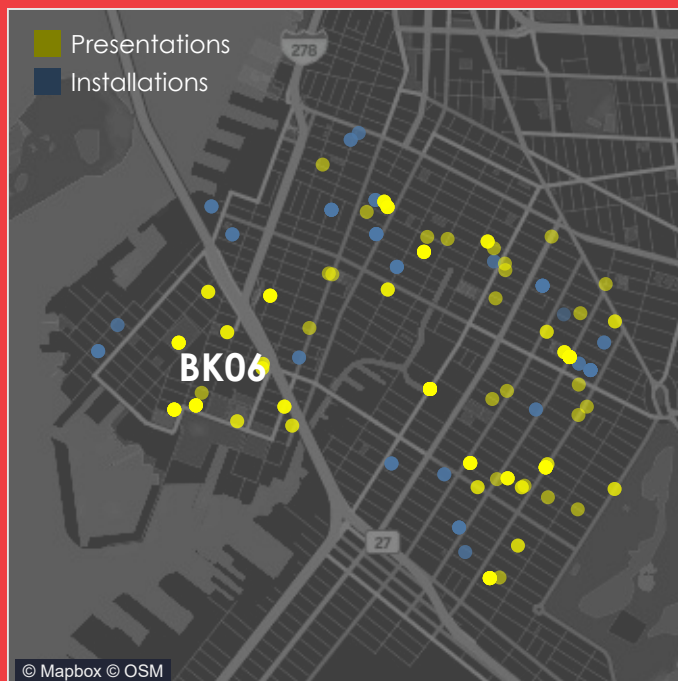 278
Presentations
Installations
BK06
27
© Mapbox © OSM